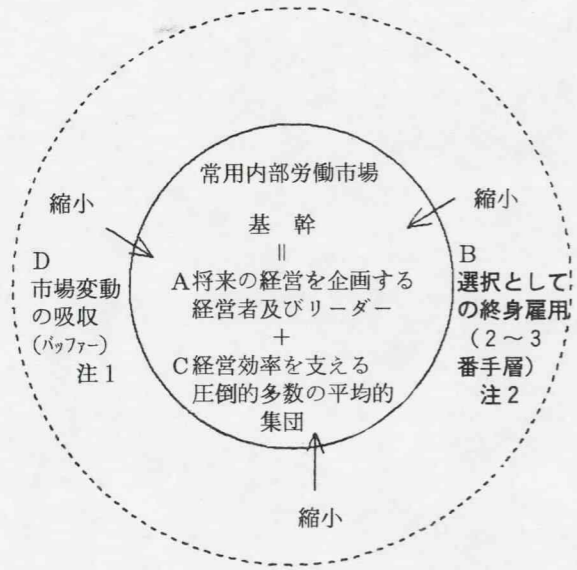 常用内部労働市場
縮小
縮小
基 幹
＝
A将来の経営を企画する
経営者及びリーダー
＋
C経営効率を支える
圧倒的多数の平均的
集団
D
市場変動
の吸収
(バッファー)
注1
B
選択として
の終身雇用
(2～3
番手層)
注2
縮小